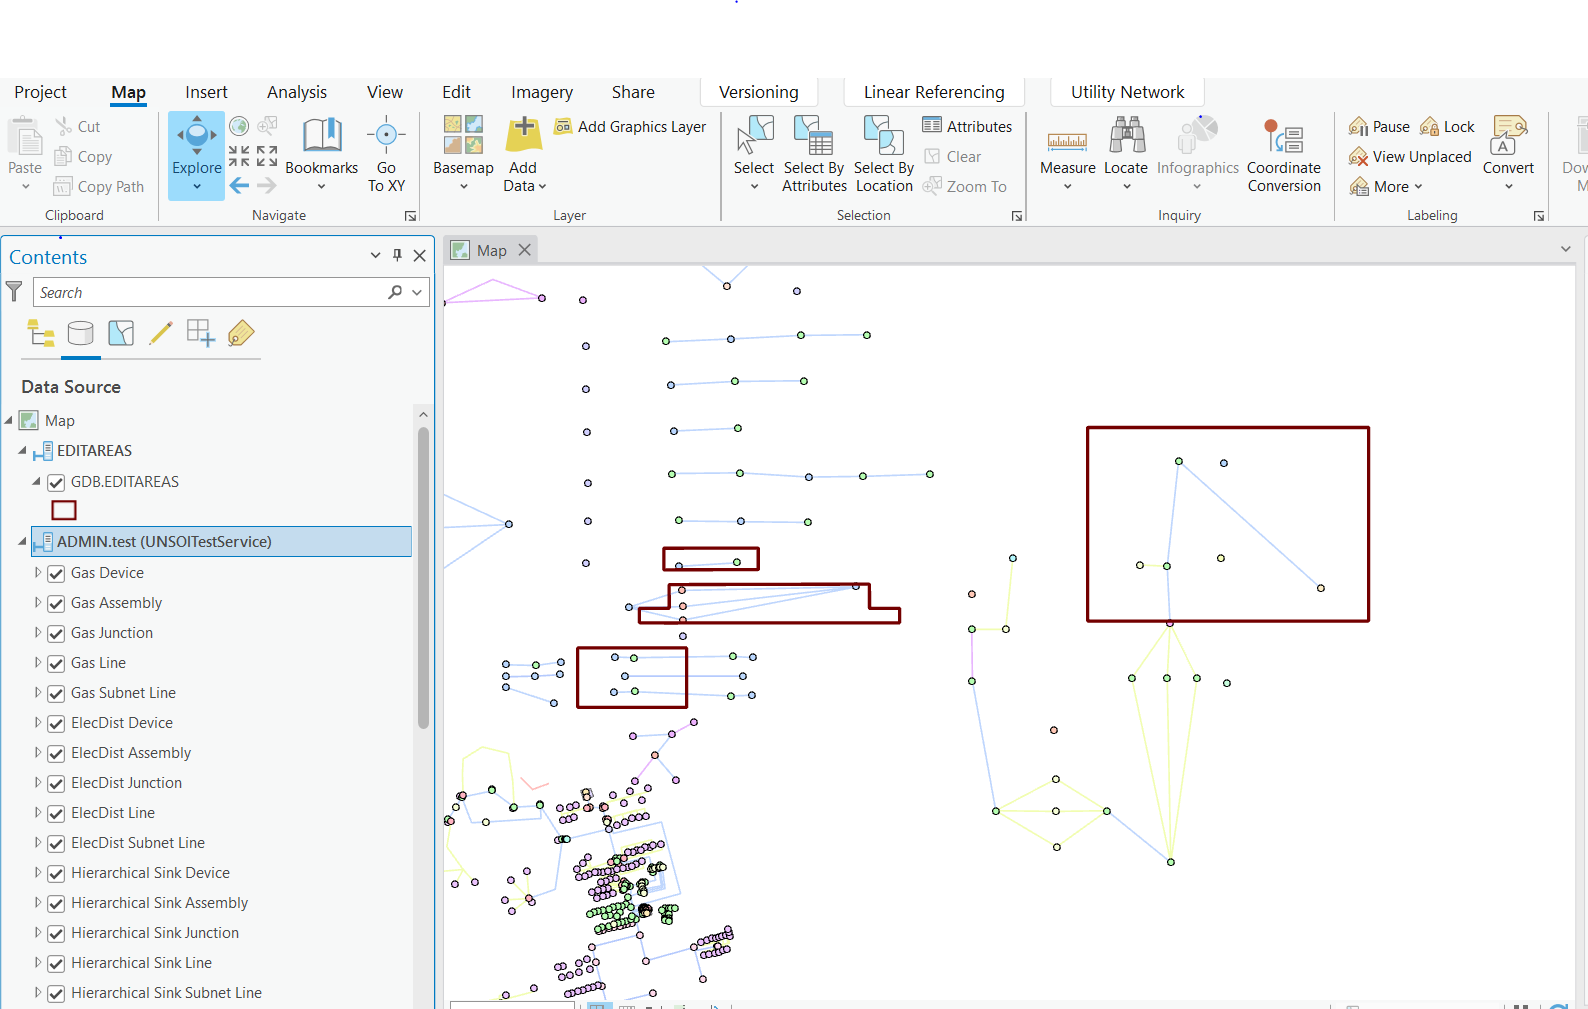 Project
Map
Insert
Analysis
View
Edit
Imagery
Share
Versioning
Linear Referencing
Utility Network
Paste
Cut
Copy
Copy Path
Clipboard
Explore
Bookmarks
Go
To XY
Navigate
Basemap
Add
Data
Add Graphics Layer
Layer
Select
Select By
Attributes
Select By
Location
Attributes
Clear
Zoom To
Selection
Measure
Locate
Infographics
Coordinate
Conversion
Inquiry
Pause
Lock
View Unplaced
More
Convert
Labeling
Contents
Search
Data Source
Map
EDITAREAS
GDB.EDITAREAS
ADMIN.test (UNSOITestService)
Gas Device
Gas Assembly
Gas Junction
Gas Line
Gas Subnet Line
ElecDist Device
ElecDist Assembly
ElecDist Junction
ElecDist Line
ElecDist Subnet Line
Hierarchical Sink Device
Hierarchical Sink Assembly
Hierarchical Sink Junction
Hierarchical Sink Line
Hierarchical Sink Subnet Line
Map